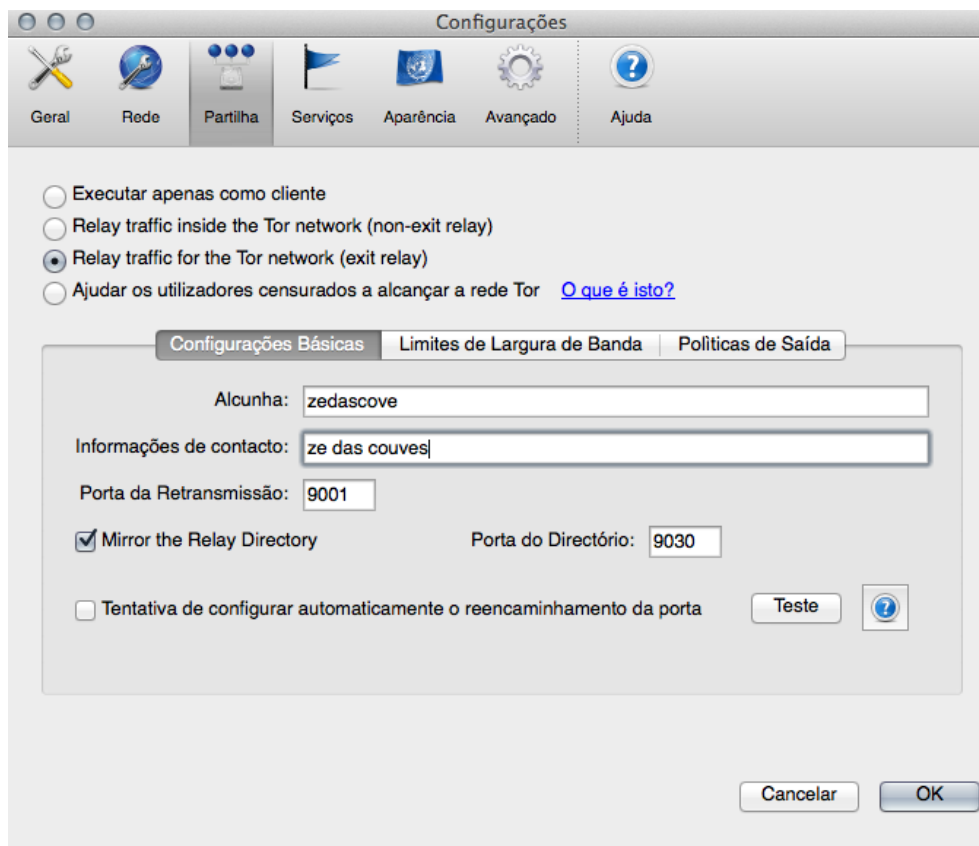 Configurações
Geral Rede Partilha Serviços Aparência Avançado Ajuda
Executar apenas como cliente
Relay traffic inside the Tor network (non-exit relay)
Relay traffic for the Tor network (exit relay)
Ajudar os utilizadores censurados a alcançar a rede Tor O que é isto?
Configurações Básicas Limites de Largura de Banda Políticas de Saída
Alcunha: zedascove
Informações de contacto: ze das couves
Porta da Retransmissão: 9001
Mirror the Relay Directory Porta do Directório: 9030
Tentativa de configurar automaticamente o reencaminhamento da porta Teste
Cancelar OK